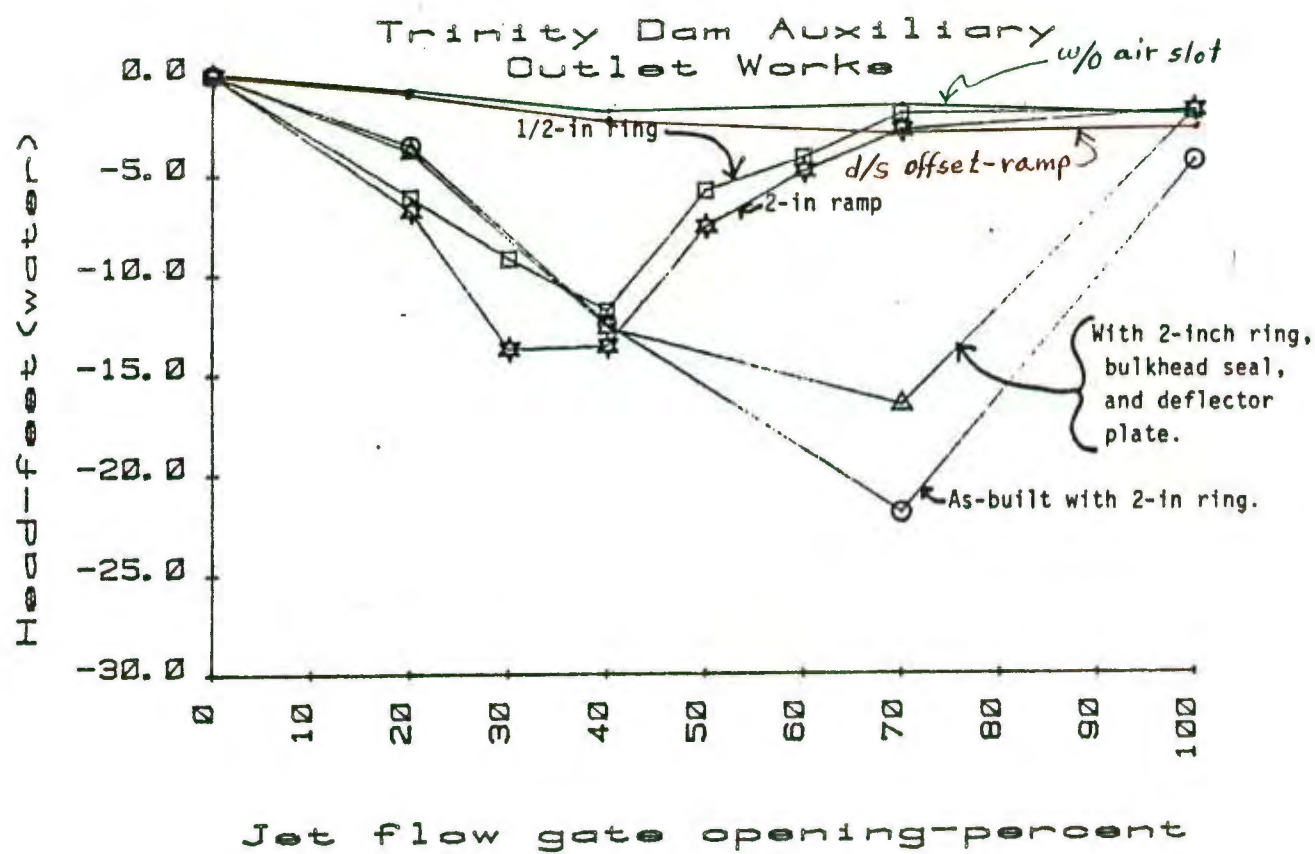 Trinity Dam Auxiliary
Outlet Works
w/o air slot
0.0
1/2-in ring
d/s offset-ramp
-5.0
2-in ramp
-10.0
With 2-inch ring,
bulkhead seal,
and deflector
plate.
-15.0
-20.0
As-built with 2-in ring.
-25.0
-30.0
Head-feet(water)
0
10
20
30
40
50
60
70
80
90
100
Jet flow gate opening-percent